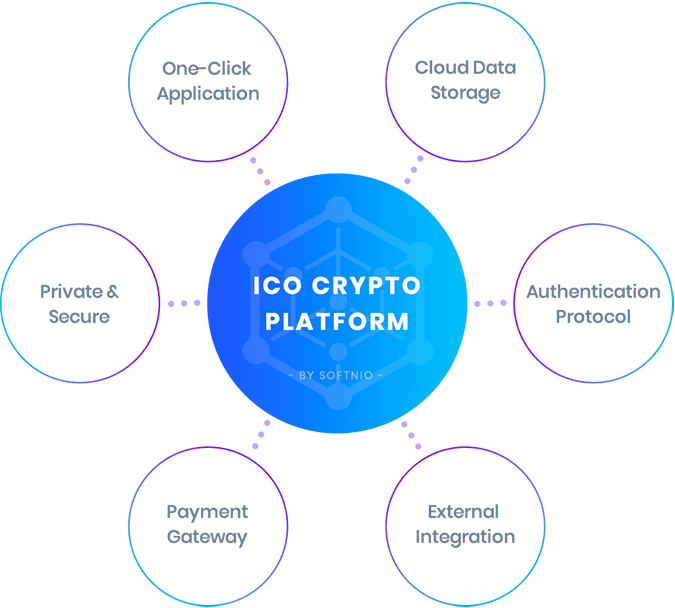 One-Click
Application
Cloud Data
Storage
Private &
Secure
ICO CRYPTO
PLATFORM
- BY SOFTNIO -
Authentication
Protocol
Payment
Gateway
External
Integration